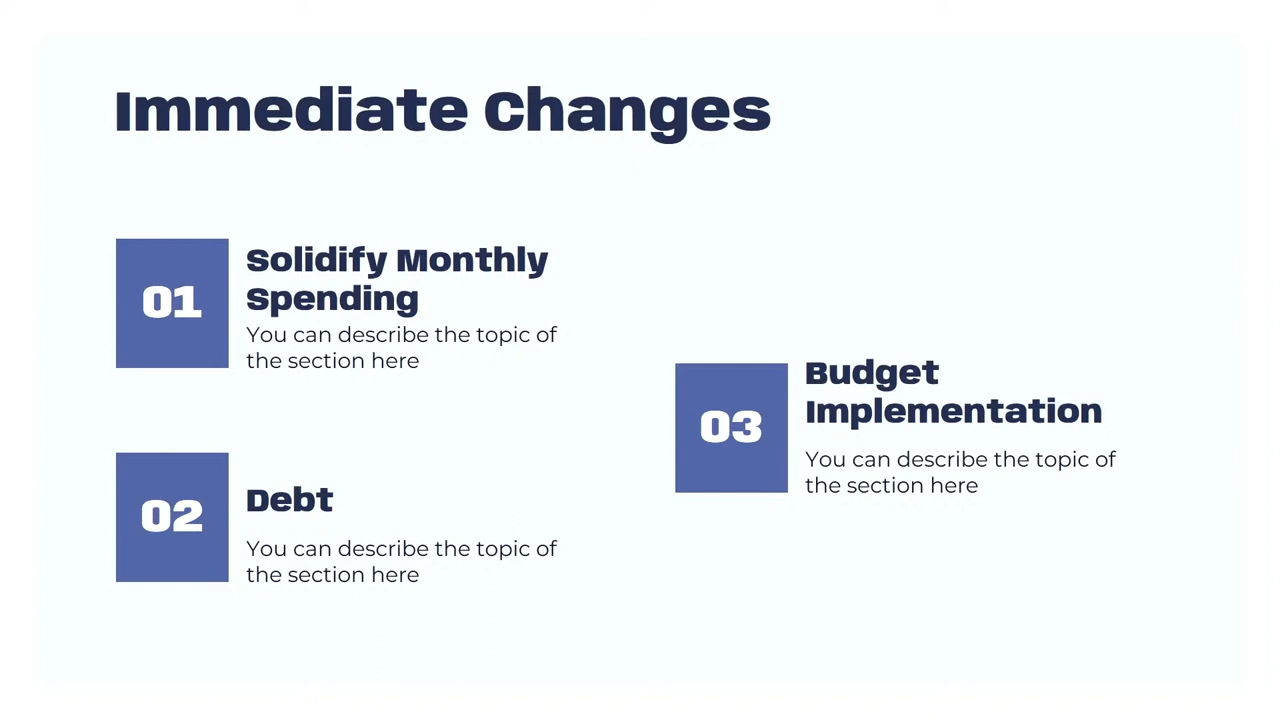 Immediate Changes
01
Solidify Monthly
Spending
You can describe the topic of
the section here
02
Debt
You can describe the topic of
the section here
03
Budget
Implementation
You can describe the topic of
the section here